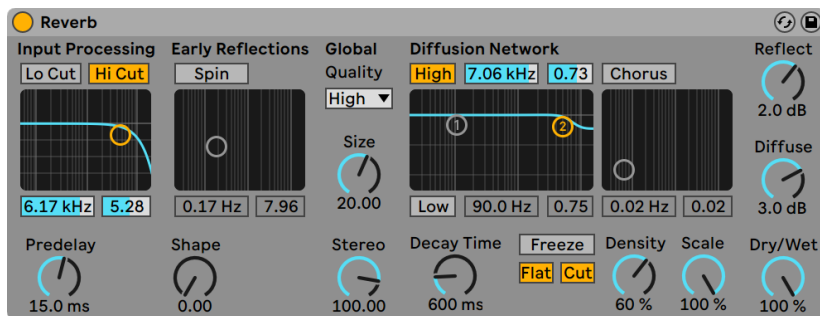 Reverb
Input Processing
Lo Cut
Hi Cut
6.17 kHz
5.28
Predelay
15.0 ms
Early Reflections
Spin
0.17 Hz
7.96
Shape
0.00
Global
Quality
High
Size
20.00
Stereo
100.00
Diffusion Network
High
7.06 kHz
0.73
Chorus
1
2
Low
90.0 Hz
0.75
0.02 Hz
0.02
Decay Time
600 ms
Freeze
Flat
Cut
Density
60 %
Scale
100 %
Reflect
2.0 dB
Diffuse
3.0 dB
Dry/Wet
100 %